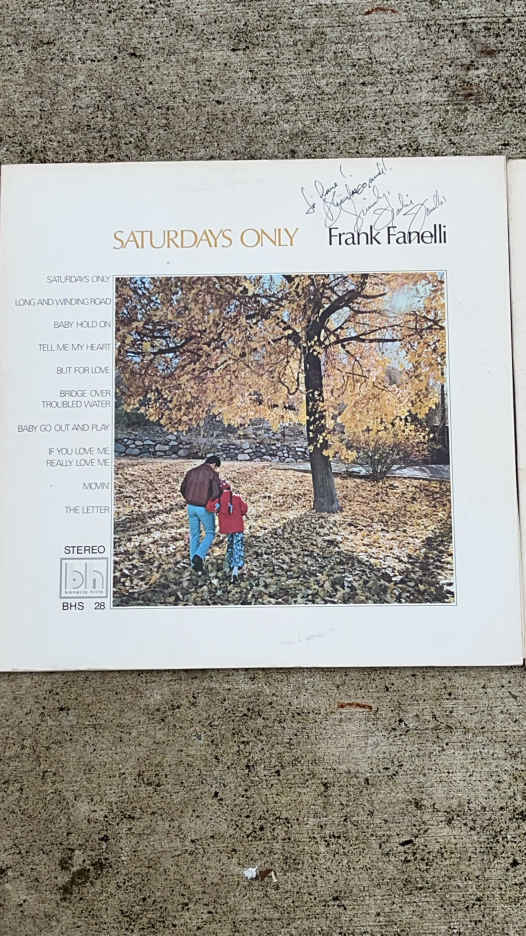 SATURDAYS ONLY Frank Fanelli
SATURDAYS ONLY
LONG AND WINDING ROAD
BABY HOLD ON
TELL ME MY HEART
BUT FOR LOVE
BRIDGE OVER
TROUBLED WATER
BABY GO OUT AND PLAY
IF YOU LOVE ME
REALLY LOVE ME
MOVIN'
THE LETTER
STEREO
bh
beverly hills
BHS 28